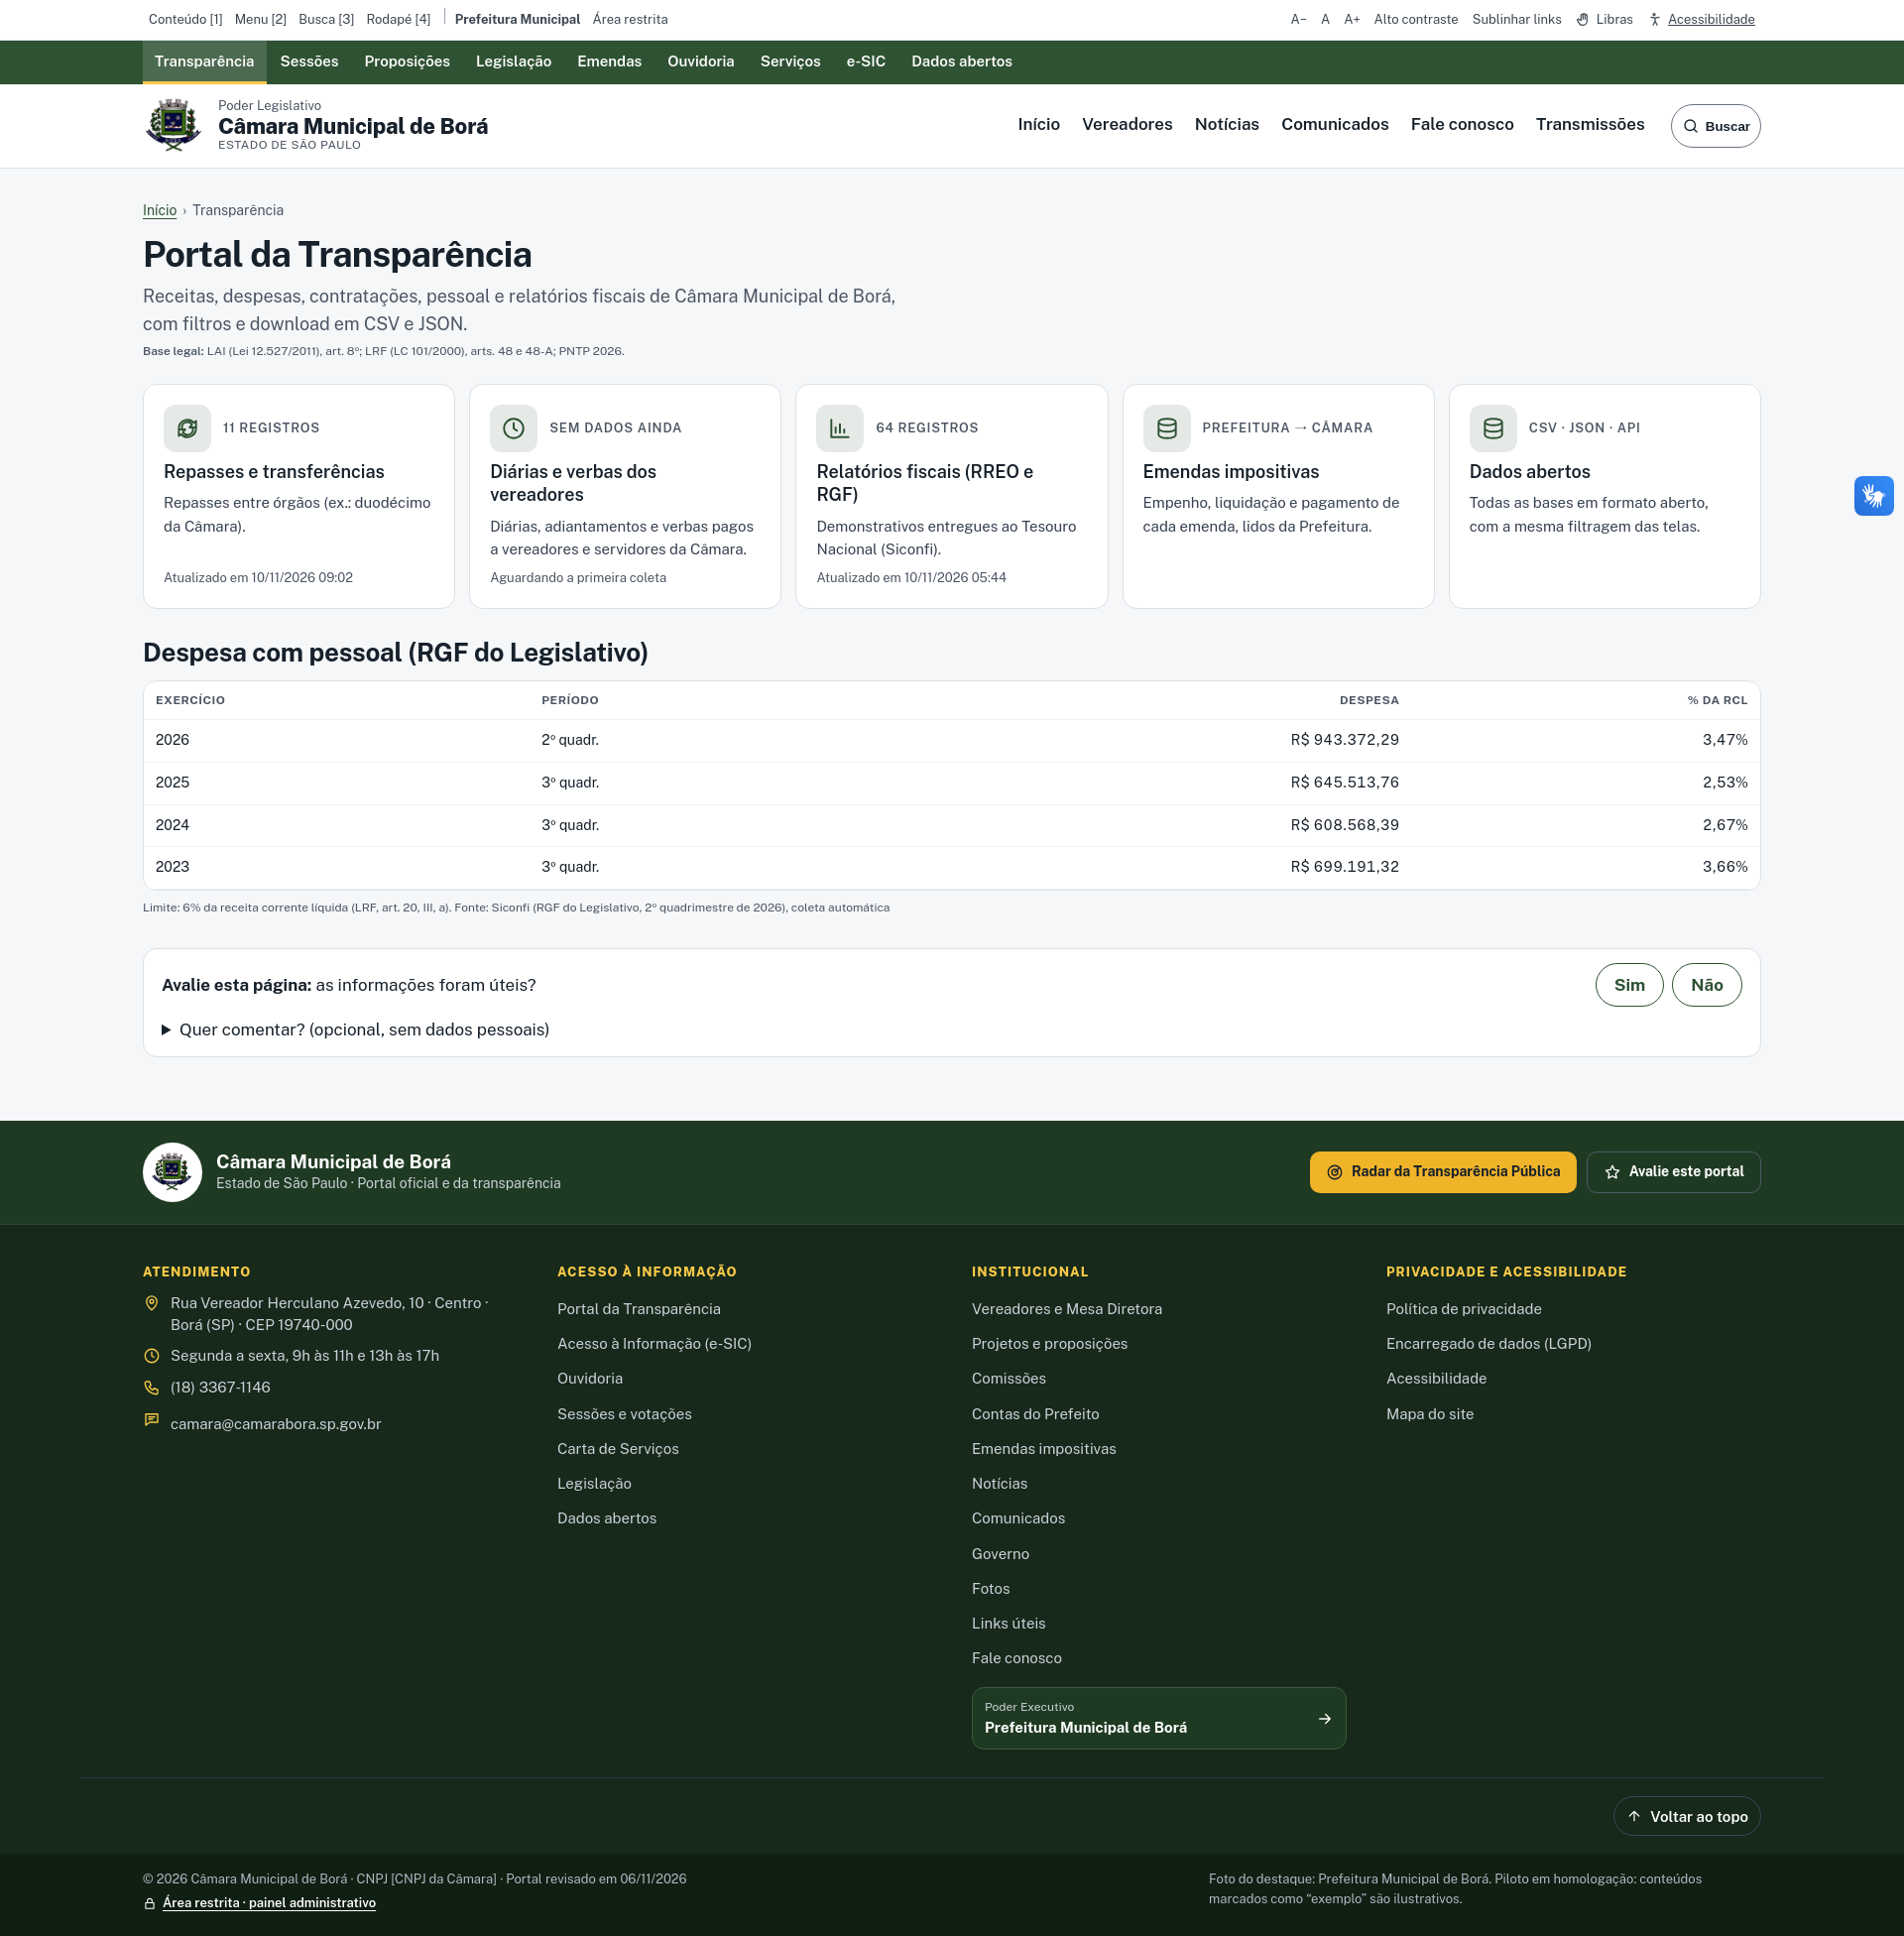 Conteúdo [1] Menu [2] Busca [3] Rodapé [4] Prefeitura Municipal Área restrita A− A A+ Alto contraste Sublinhar links Libras Acessibilidade
Transparência Sessões Proposições Legislação Emendas Ouvidoria Serviços e-SIC Dados abertos
Poder Legislativo
Câmara Municipal de Borá
ESTADO DE SÃO PAULO
Início Vereadores Notícias Comunicados Fale conosco Transmissões Buscar
Início › Transparência
Portal da Transparência
Receitas, despesas, contratações, pessoal e relatórios fiscais de Câmara Municipal de Borá,
com filtros e download em CSV e JSON.
Base legal: LAI (Lei 12.527/2011), art. 8º; LRF (LC 101/2000), arts. 48 e 48-A; PNTP 2026.
11 REGISTROS
Repasses e transferências
Repasses entre órgãos (ex.: duodécimo
da Câmara).
Atualizado em 10/11/2026 09:02
SEM DADOS AINDA
Diárias e verbas dos
vereadores
Diárias, adiantamentos e verbas pagos
a vereadores e servidores da Câmara.
Aguardando a primeira coleta
64 REGISTROS
Relatórios fiscais (RREO e
RGF)
Demonstrativos entregues ao Tesouro
Nacional (Siconfi).
Atualizado em 10/11/2026 05:44
PREFEITURA → CÂMARA
Emendas impositivas
Empenho, liquidação e pagamento de
cada emenda, lidos da Prefeitura.
CSV · JSON · API
Dados abertos
Todas as bases em formato aberto,
com a mesma filtragem das telas.
Despesa com pessoal (RGF do Legislativo)
EXERCÍCIO PERÍODO DESPESA % DA RCL
2026 2º quadr. R$ 943.372,29 3,47%
2025 3º quadr. R$ 645.513,76 2,53%
2024 3º quadr. R$ 608.568,39 2,67%
2023 3º quadr. R$ 699.191,32 3,66%
Limite: 6% da receita corrente líquida (LRF, art. 20, III, a). Fonte: Siconfi (RGF do Legislativo, 2º quadrimestre de 2026), coleta automática
Avalie esta página: as informações foram úteis? Sim Não
Quer comentar? (opcional, sem dados pessoais)
Câmara Municipal de Borá
Estado de São Paulo · Portal oficial e da transparência
Radar da Transparência Pública Avalie este portal
ATENDIMENTO
Rua Vereador Herculano Azevedo, 10 · Centro ·
Borá (SP) · CEP 19740-000
Segunda a sexta, 9h às 11h e 13h às 17h
(18) 3367-1146
camara@camarabora.sp.gov.br
ACESSO À INFORMAÇÃO
Portal da Transparência
Acesso à Informação (e-SIC)
Ouvidoria
Sessões e votações
Carta de Serviços
Legislação
Dados abertos
INSTITUCIONAL
Vereadores e Mesa Diretora
Projetos e proposições
Comissões
Contas do Prefeito
Emendas impositivas
Notícias
Comunicados
Governo
Fotos
Links úteis
Fale conosco
Poder Executivo
Prefeitura Municipal de Borá
PRIVACIDADE E ACESSIBILIDADE
Política de privacidade
Encarregado de dados (LGPD)
Acessibilidade
Mapa do site
Voltar ao topo
© 2026 Câmara Municipal de Borá · CNPJ [CNPJ da Câmara] · Portal revisado em 06/11/2026
Área restrita · painel administrativo
Foto do destaque: Prefeitura Municipal de Borá. Piloto em homologação: conteúdos
marcados como “exemplo” são ilustrativos.